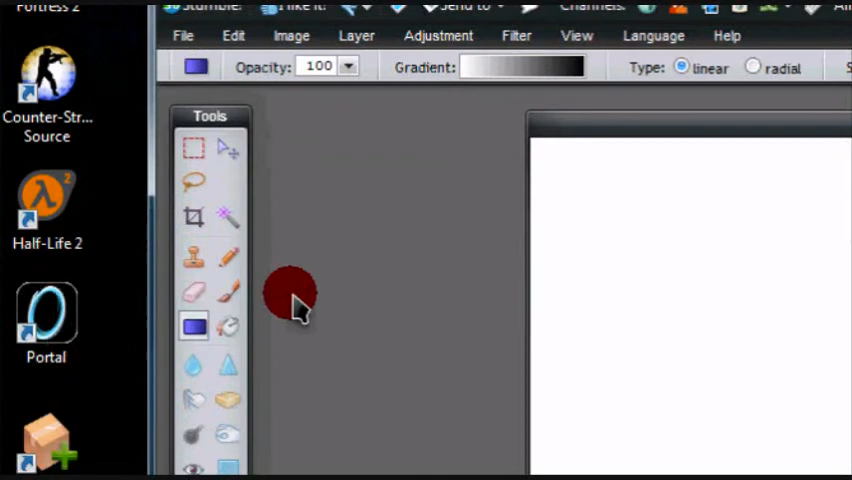 Fortress 2
Stumble!
I like it!
Send to
Channels:
File Edit Image Layer Adjustment Filter View Language Help
Opacity: 100 Gradient: Type: linear radial
Tools
Counter-Str...
Source
2
Half-Life 2
Portal